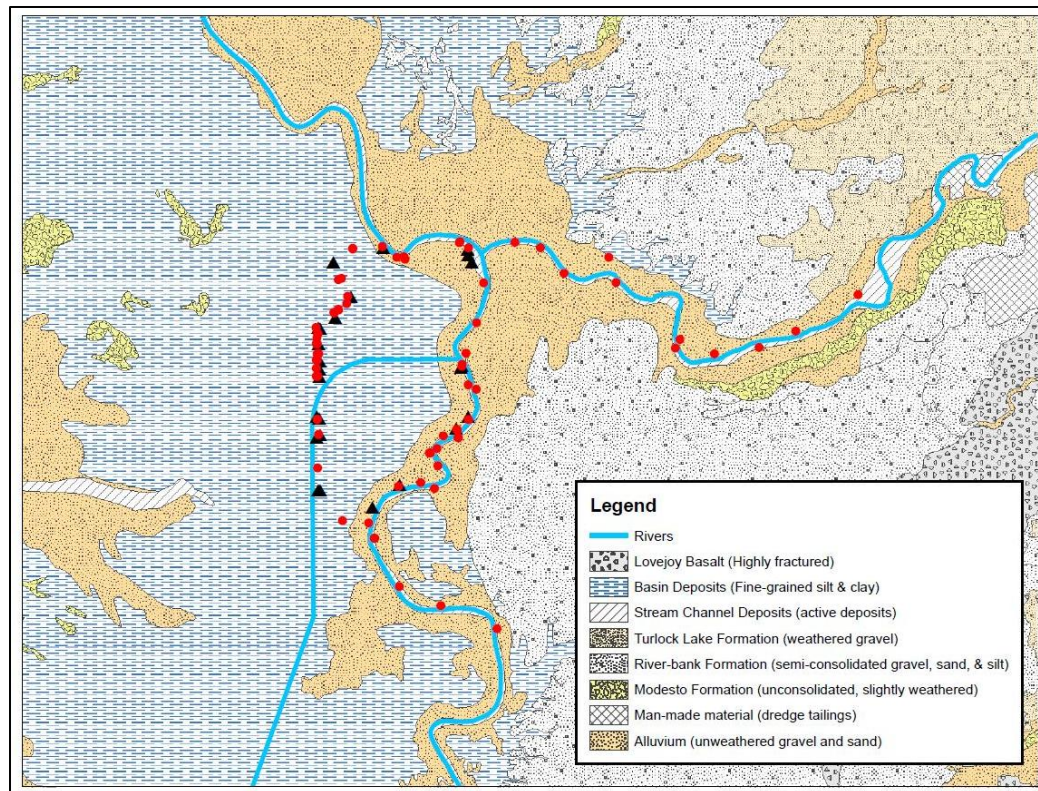 Legend
Rivers
Lovejoy Basalt (Highly fractured)
Basin Deposits (Fine-grained silt & clay)
Stream Channel Deposits (active deposits)
Turlock Lake Formation (weathered gravel)
River-bank Formation (semi-consolidated gravel, sand, & silt)
Modesto Formation (unconsolidated, slightly weathered)
Man-made material (dredge tailings)
Alluvium (unweathered gravel and sand)